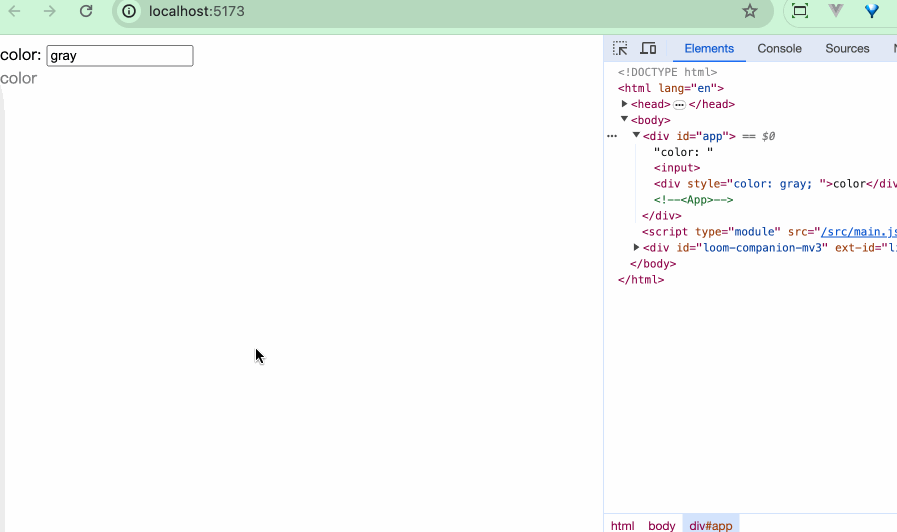 localhost:5173
color: gray
color
Elements Console Sources N
<!DOCTYPE html>
<html lang="en">
<head> ⋯ </head>
<body>
⋯ <div id="app"> == $0
"color: "
<input>
<div style="color: gray; ">color</div
<!--<App>-->
</div>
<script type="module" src="/src/main.js
<div id="loom-companion-mv3" ext-id="li
</body>
</html>
html body div#app